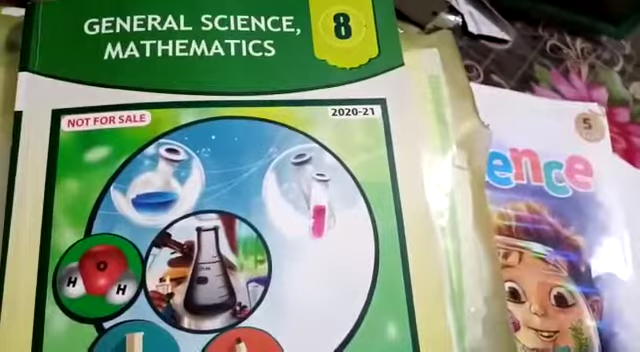 GENERAL SCIENCE,
MATHEMATICS
8
NOT FOR SALE
2020-21
O
H
H
5
ence